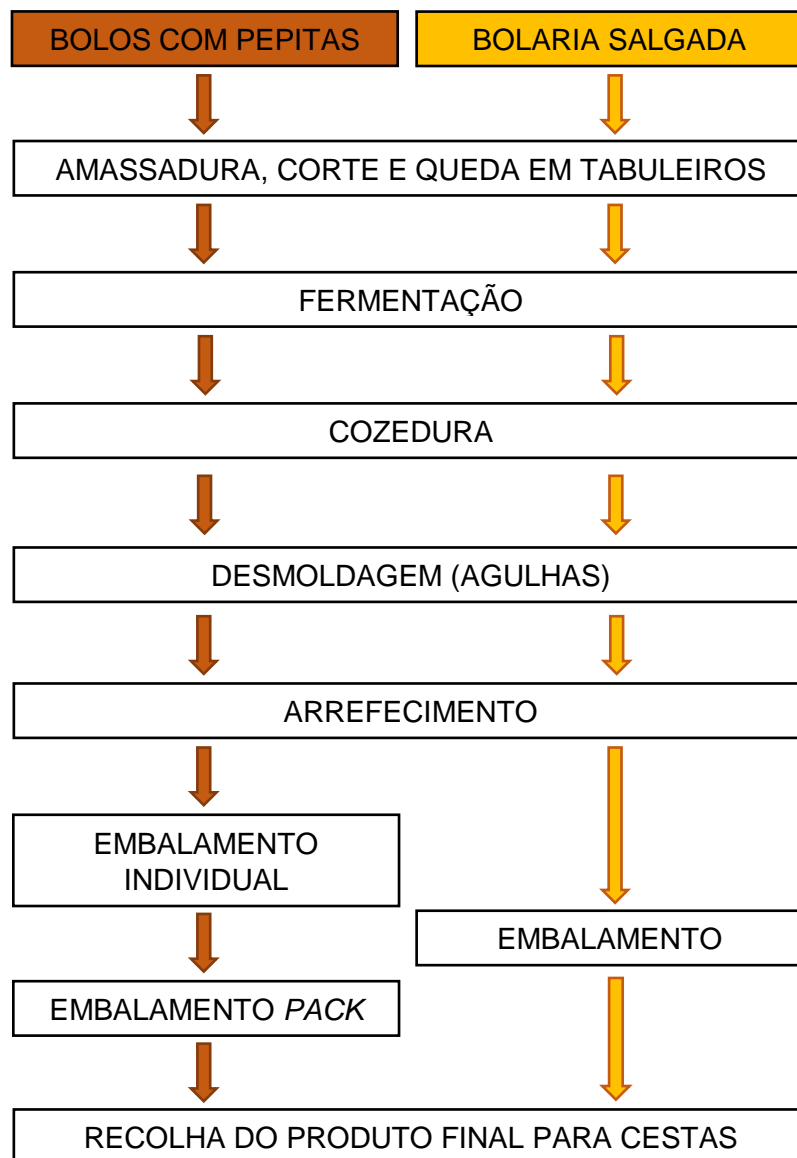 BOLOS COM PEPITAS
BOLARIA SALGADA
AMASSADURA, CORTE E QUEDA EM TABULEIROS
FERMENTAÇÃO
COZEDURA
DESMOLDAGEM (AGULHAS)
ARREFECIMENTO
EMBALAMENTO
INDIVIDUAL
EMBALAMENTO
EMBALAMENTO PACK
RECOLHA DO PRODUTO FINAL PARA CESTAS